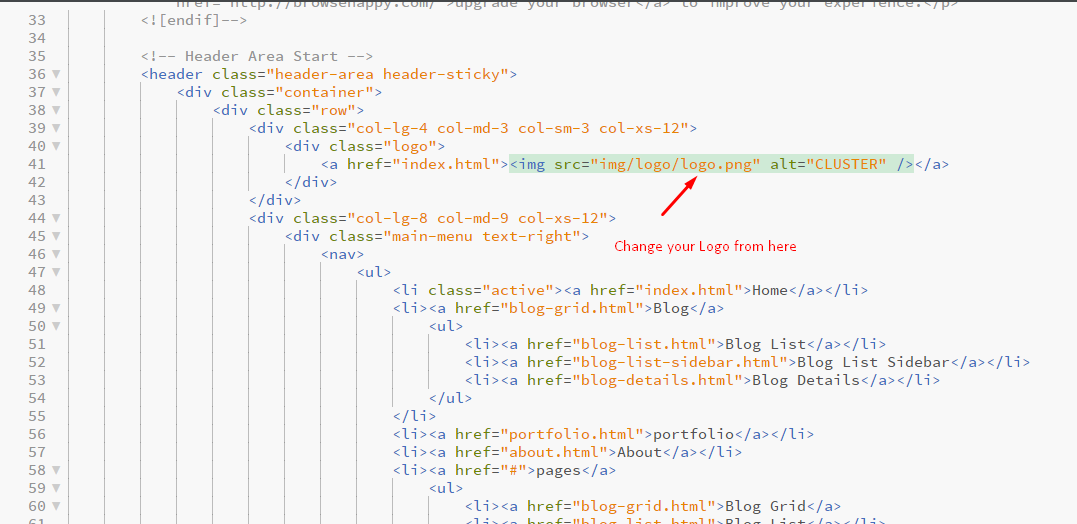 href="http://browsehappy.com/">upgrade your browser</a> to improve your experience.</p>
33 <![endif]-->
34
35 <!-- Header Area Start -->
36 <header class="header-area header-sticky">
37 <div class="container">
38 <div class="row">
39 <div class="col-lg-4 col-md-3 col-sm-3 col-xs-12">
40 <div class="logo">
41 <a href="index.html"><img src="img/logo/logo.png" alt="CLUSTER" /></a>
42 </div>
43 </div>
44 <div class="col-lg-8 col-md-9 col-xs-12">
45 <div class="main-menu text-right">
Change your Logo from here
46 <nav>
47 <ul>
48 <li class="active"><a href="index.html">Home</a></li>
49 <li><a href="blog-grid.html">Blog</a>
50 <ul>
51 <li><a href="blog-list.html">Blog List</a></li>
52 <li><a href="blog-list-sidebar.html">Blog List Sidebar</a></li>
53 <li><a href="blog-details.html">Blog Details</a></li>
54 </ul>
55 </li>
56 <li><a href="portfolio.html">portfolio</a></li>
57 <li><a href="about.html">About</a></li>
58 <li><a href="#">pages</a>
59 <ul>
60 <li><a href="blog-grid.html">Blog Grid</a>
61 <li><a href="blog-list.html">Blog List</a>